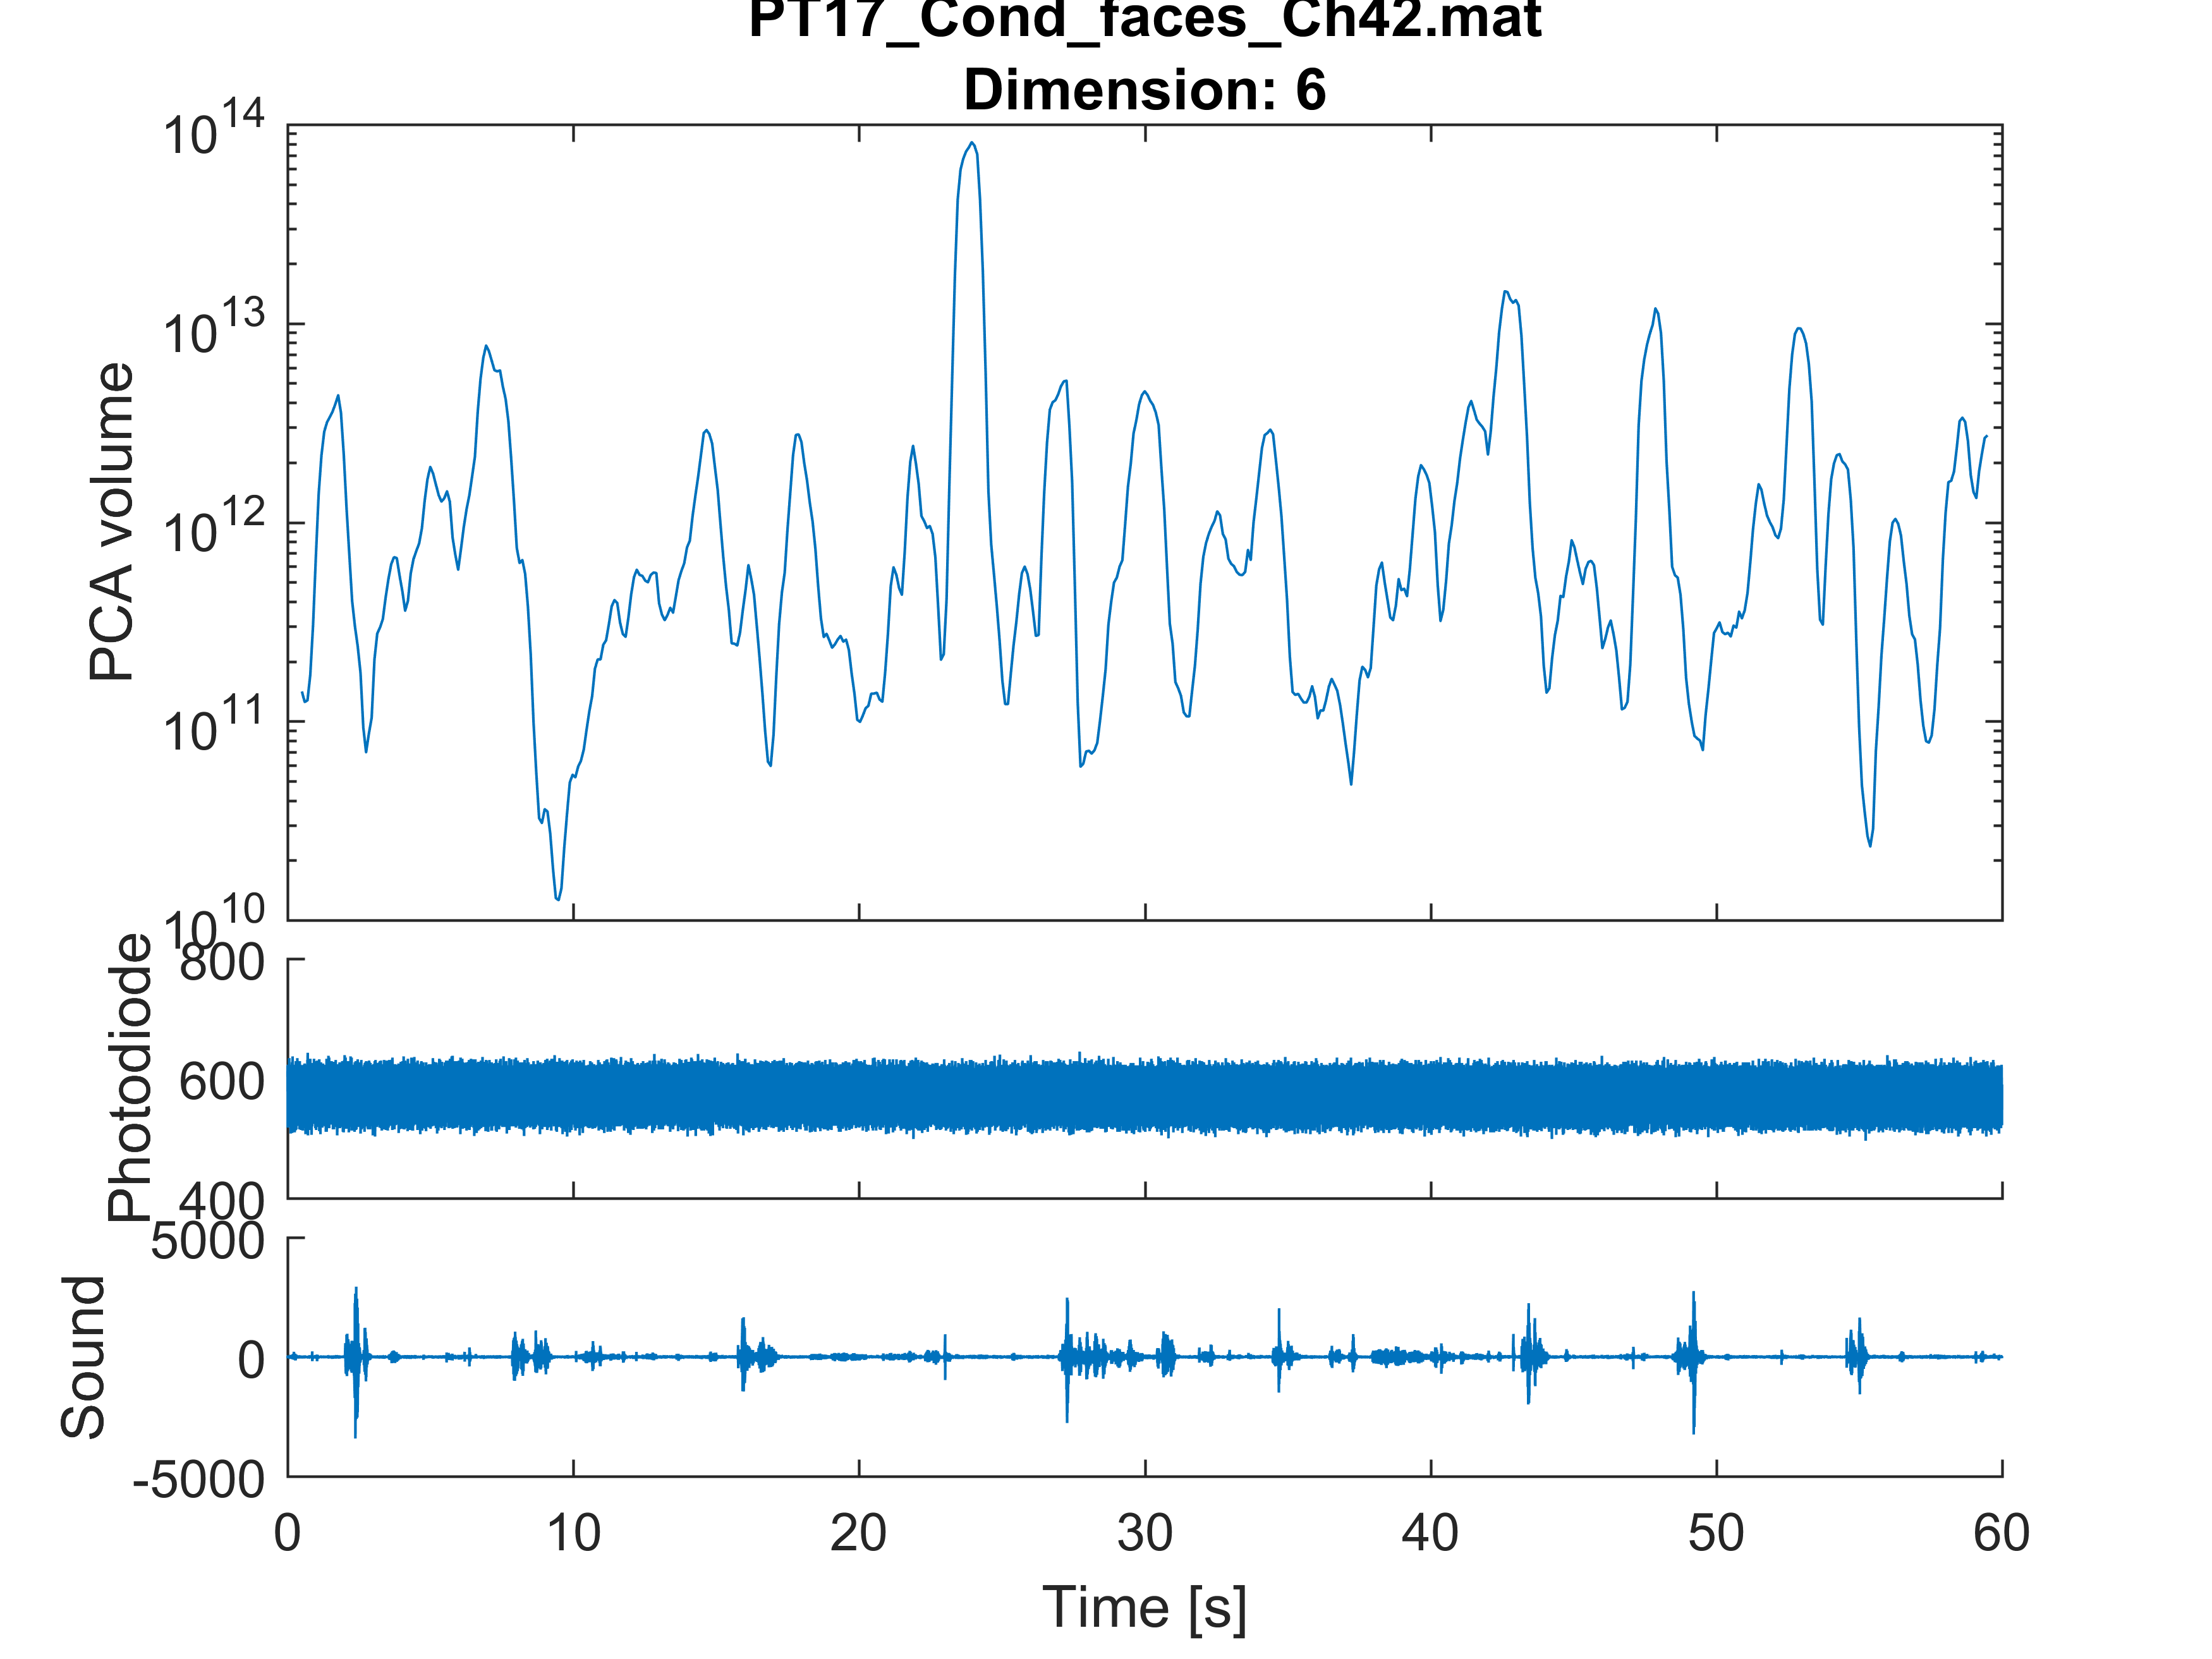 PT17_Cond_faces_Ch42.mat
Dimension: 6
PCA volume
10^14
10^13
10^12
10^11
10^10
Photodiode
800
600
400
Sound
5000
0
-5000
0 10 20 30 40 50 60
Time [s]